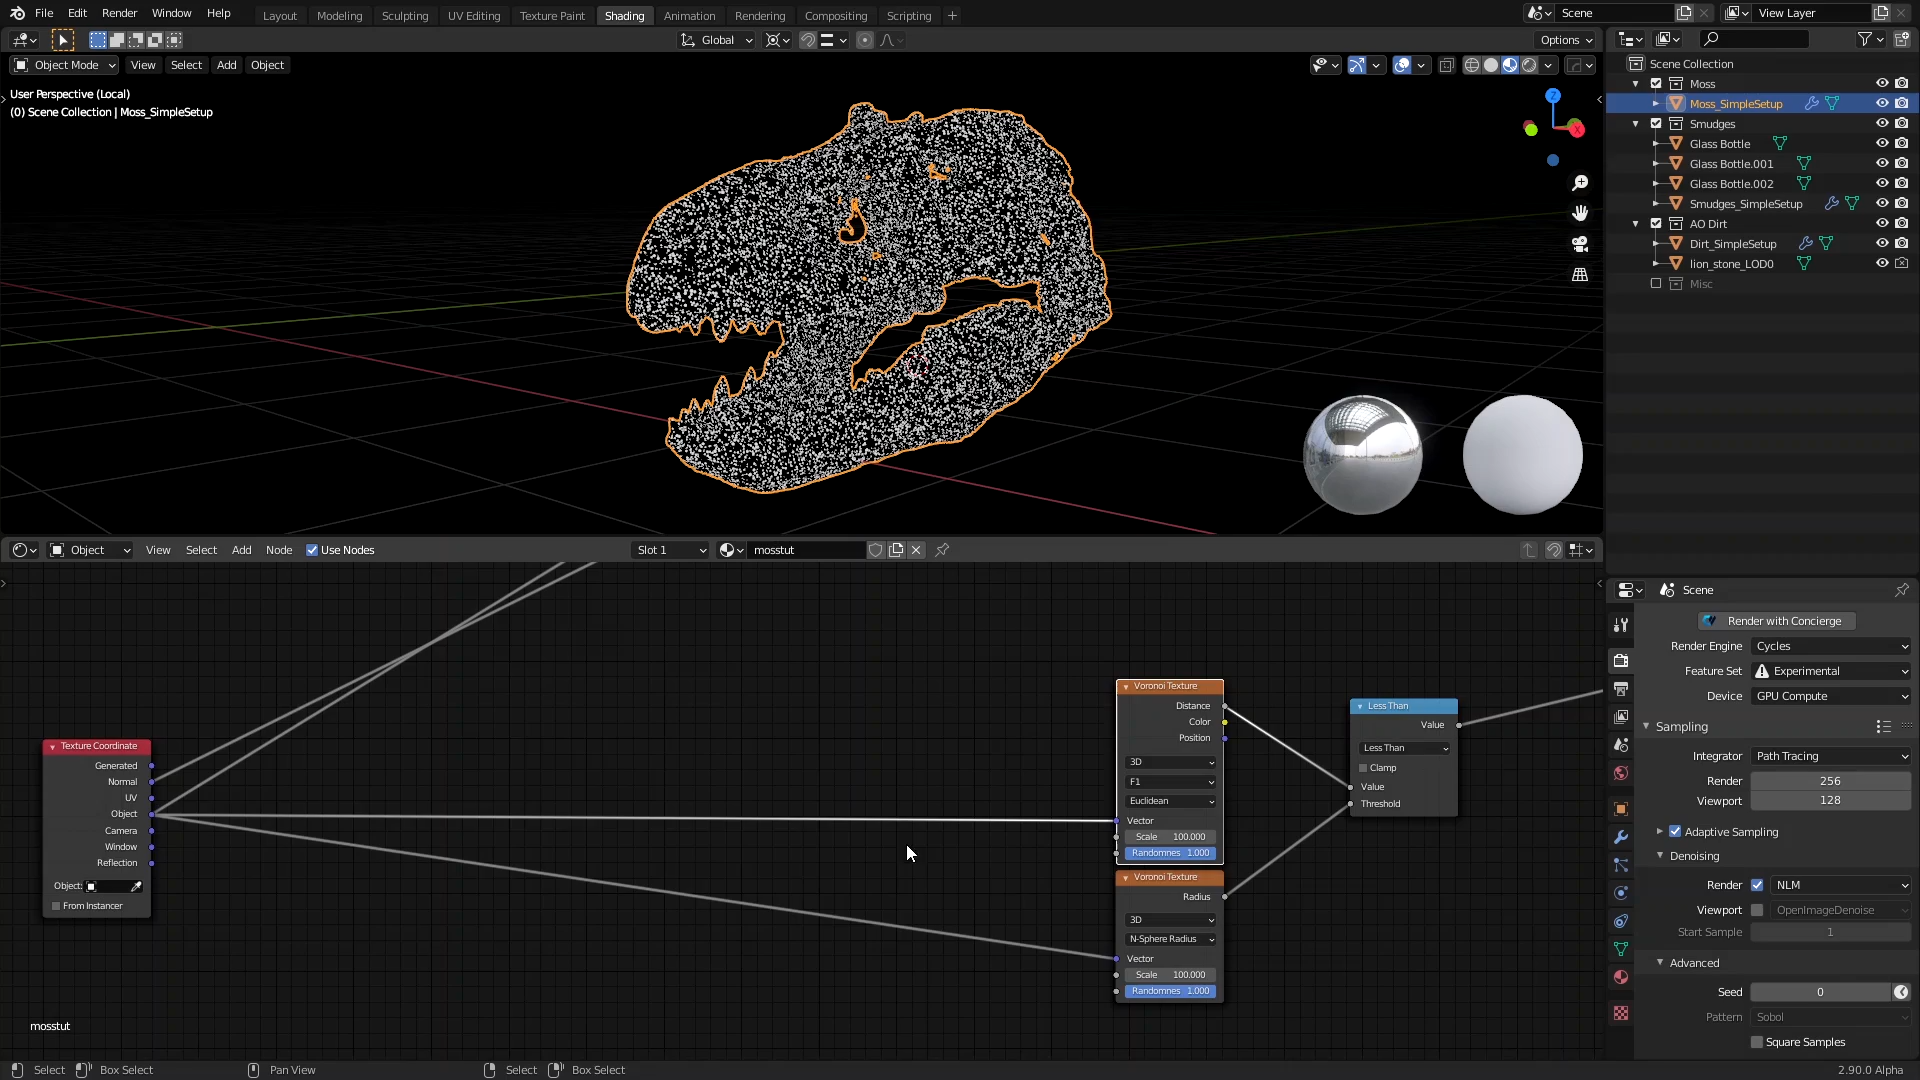 File Edit Render Window Help
Layout Modeling Sculpting UV Editing Texture Paint Shading Animation Rendering Compositing Scripting +
Scene
View Layer
Global
Options
Object Mode View Select Add Object
User Perspective (Local)
(0) Scene Collection | Moss_SimpleSetup
Z
X
Scene Collection
Moss
Moss_SimpleSetup
Smudges
Glass Bottle
Glass Bottle.001
Glass Bottle.002
Smudges_SimpleSetup
AO Dirt
Dirt_SimpleSetup
lion_stone_LOD0
Misc
Object View Select Add Node Use Nodes
Slot 1
mosstut
Texture Coordinate
Generated
Normal
UV
Object
Camera
Window
Reflection
Object:
From Instancer
Voronoi Texture
Distance
Color
Position
3D
F1
Euclidean
Vector
Scale 100.000
Randomnes 1.000
Voronoi Texture
Radius
3D
N-Sphere Radius
Vector
Scale 100.000
Randomnes 1.000
Less Than
Value
Less Than
Clamp
Value
Threshold
mosstut
Scene
Render with Concierge
Render Engine Cycles
Feature Set Experimental
Device GPU Compute
Sampling
Integrator Path Tracing
Render 256
Viewport 128
Adaptive Sampling
Denoising
Render NLM
Viewport OpenImageDenoise
Start Sample 1
Advanced
Seed 0
Pattern Sobol
Square Samples
Select Box Select Pan View Select Box Select
2.90.0 Alpha